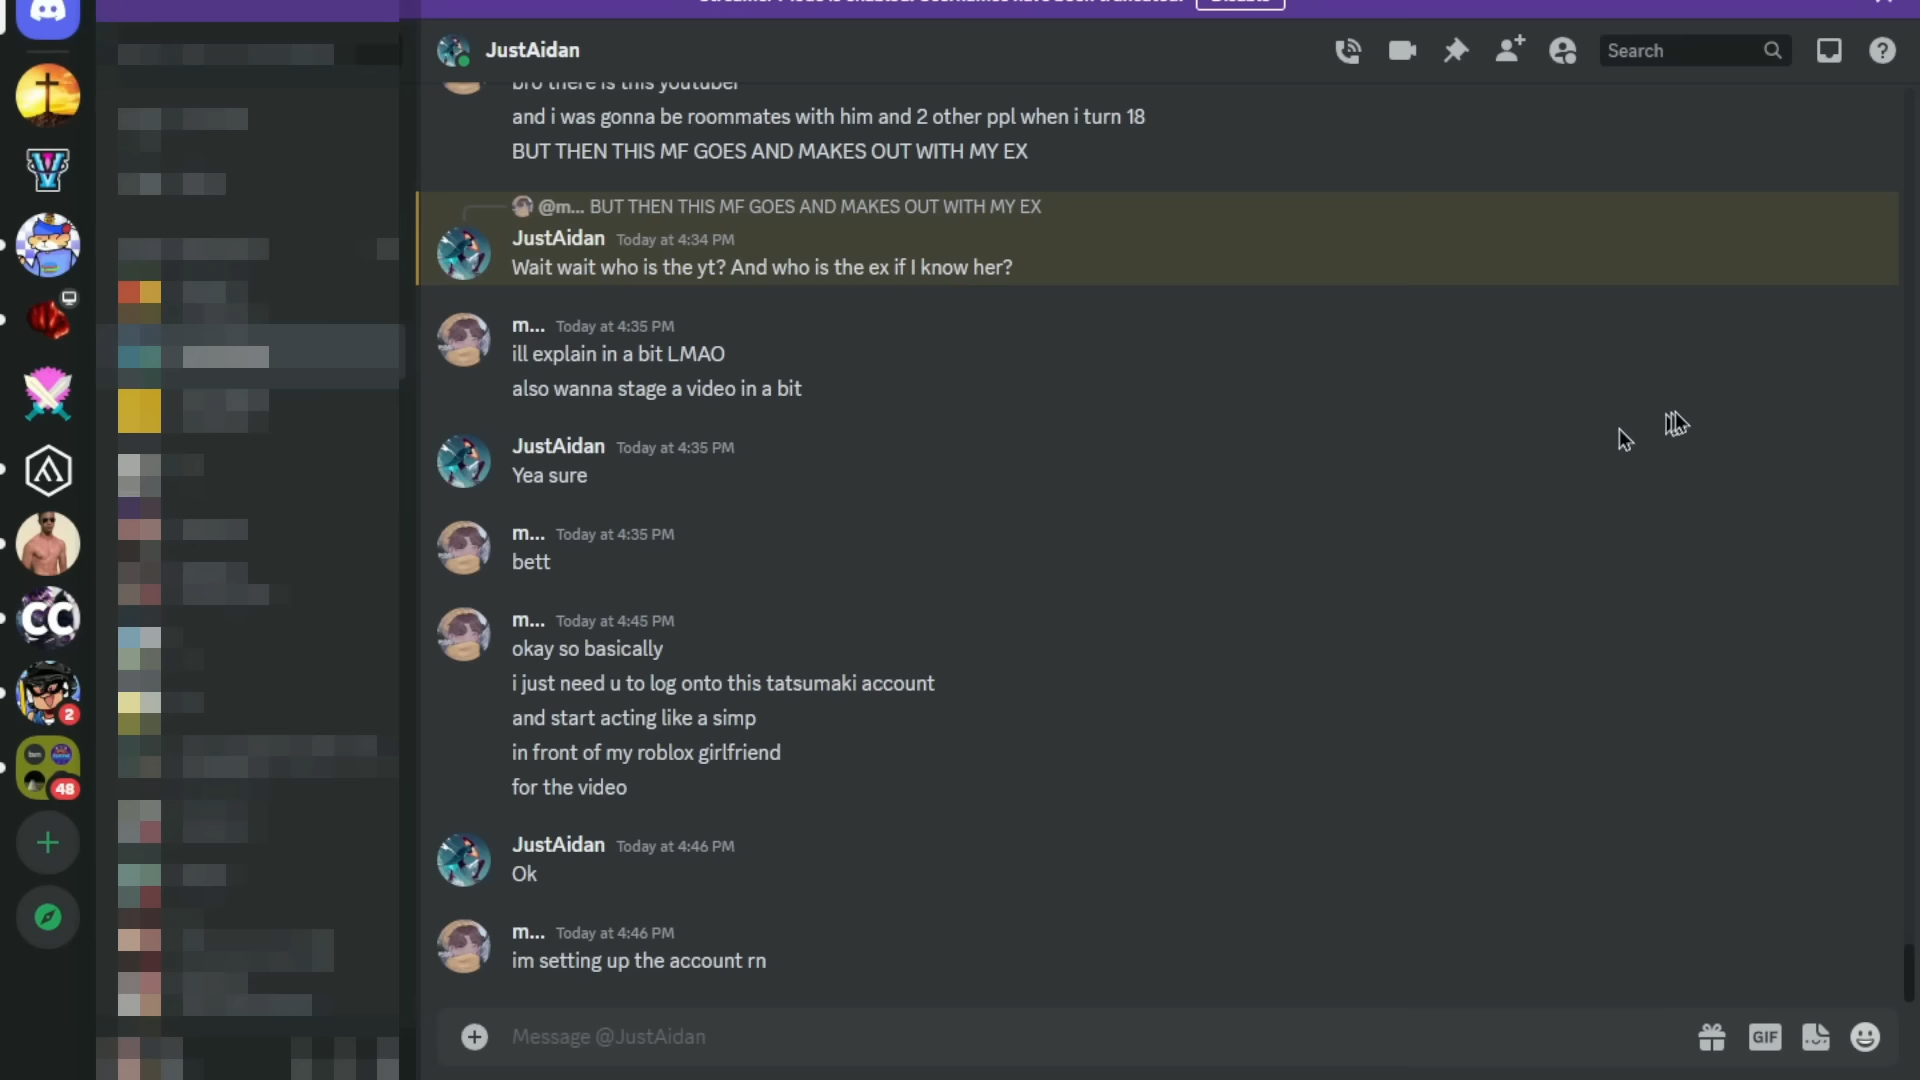 JustAidan
Search
bro there is this youtuber
and i was gonna be roommates with him and 2 other ppl when i turn 18
BUT THEN THIS MF GOES AND MAKES OUT WITH MY EX
@m... BUT THEN THIS MF GOES AND MAKES OUT WITH MY EX
JustAidan Today at 4:34 PM
Wait wait who is the yt? And who is the ex if I know her?
m... Today at 4:35 PM
ill explain in a bit LMAO
also wanna stage a video in a bit
JustAidan Today at 4:35 PM
Yea sure
m... Today at 4:35 PM
bett
m... Today at 4:45 PM
okay so basically
i just need u to log onto this tatsumaki account
and start acting like a simp
in front of my roblox girlfriend
for the video
JustAidan Today at 4:46 PM
Ok
m... Today at 4:46 PM
im setting up the account rn
Message @JustAidan
GIF
CC
2
48